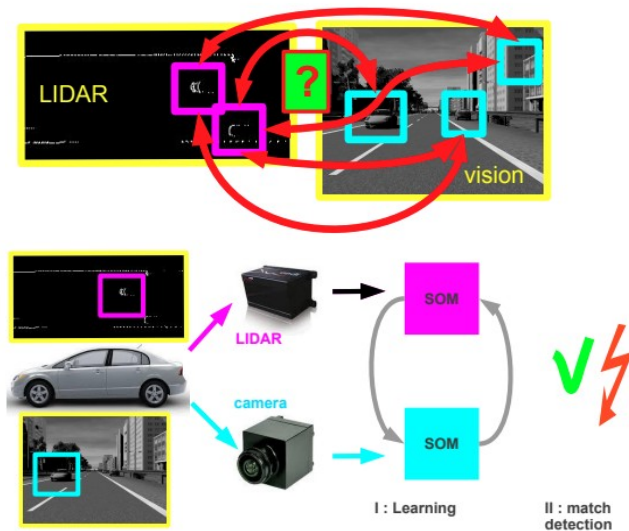 LIDAR
?
vision
LIDAR
SOM
camera
SOM
I : Learning
II : match
detection